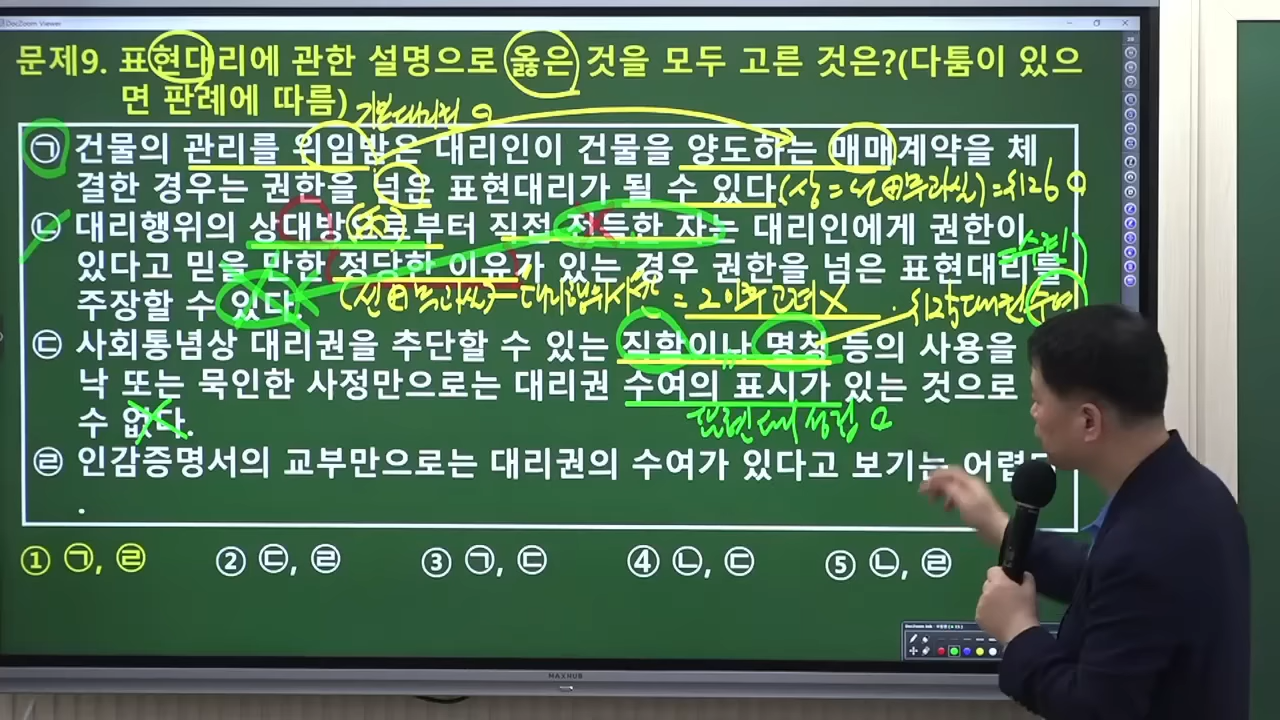 DocZoom Viewer
문제9. 표현대리에 관한 설명으로 옳은 것을 모두 고른 것은?(다툼이 있으
면 판례에 따름)
기본대리권 O
㉠ 건물의 관리를 위임받은 대리인이 건물을 양도하는 매매계약을 체
결한 경우는 권한을 넘은 표현대리가 될 수 있다
㉡ 대리행위의 상대방으로부터 직접 전득한 자는 대리인에게 권한이
있다고 믿을 만한 정당한 이유가 있는 경우 권한을 넘은 표현대리를
주장할 수 있다.
㉢ 사회통념상 대리권을 추단할 수 있는 직함이나 명칭 등의 사용을
낙 또는 묵인한 사정만으로는 대리권 수여의 표시가 있는 것으로
수 없다.
㉣ 인감증명서의 교부만으로는 대리권의 수여가 있다고 보기는 어렵
.
① ㉠, ㉣ ② ㉢, ㉣ ③ ㉠, ㉢ ④ ㉡, ㉢ ⑤ ㉡, ㉣
MAXHUB